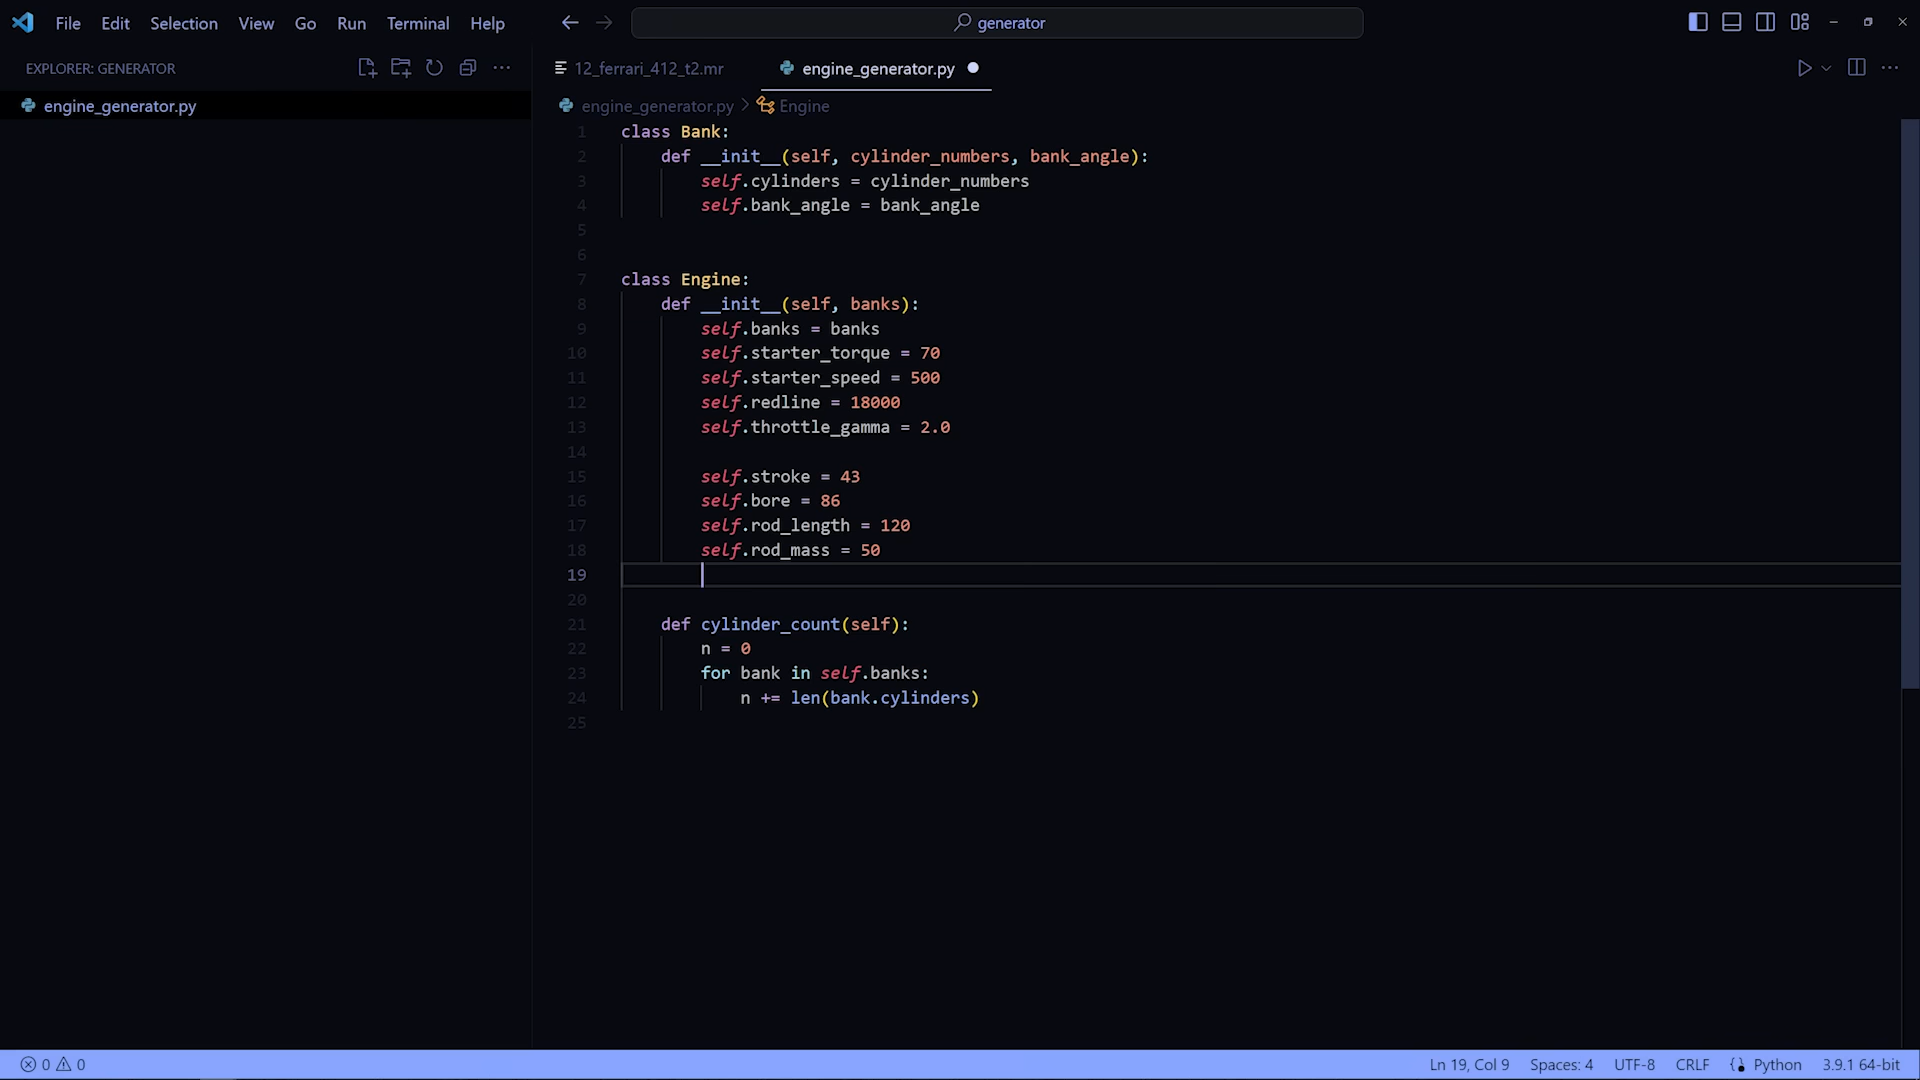 File Edit Selection View Go Run Terminal Help
generator
EXPLORER: GENERATOR
engine_generator.py
12_ferrari_412_t2.mr
engine_generator.py
engine_generator.py > Engine
1 class Bank:
2 def __init__(self, cylinder_numbers, bank_angle):
3 self.cylinders = cylinder_numbers
4 self.bank_angle = bank_angle
5
6
7 class Engine:
8 def __init__(self, banks):
9 self.banks = banks
10 self.starter_torque = 70
11 self.starter_speed = 500
12 self.redline = 18000
13 self.throttle_gamma = 2.0
14
15 self.stroke = 43
16 self.bore = 86
17 self.rod_length = 120
18 self.rod_mass = 50
19
20
21 def cylinder_count(self):
22 n = 0
23 for bank in self.banks:
24 n += len(bank.cylinders)
25
0 0
Ln 19, Col 9 Spaces: 4 UTF-8 CRLF Python 3.9.1 64-bit